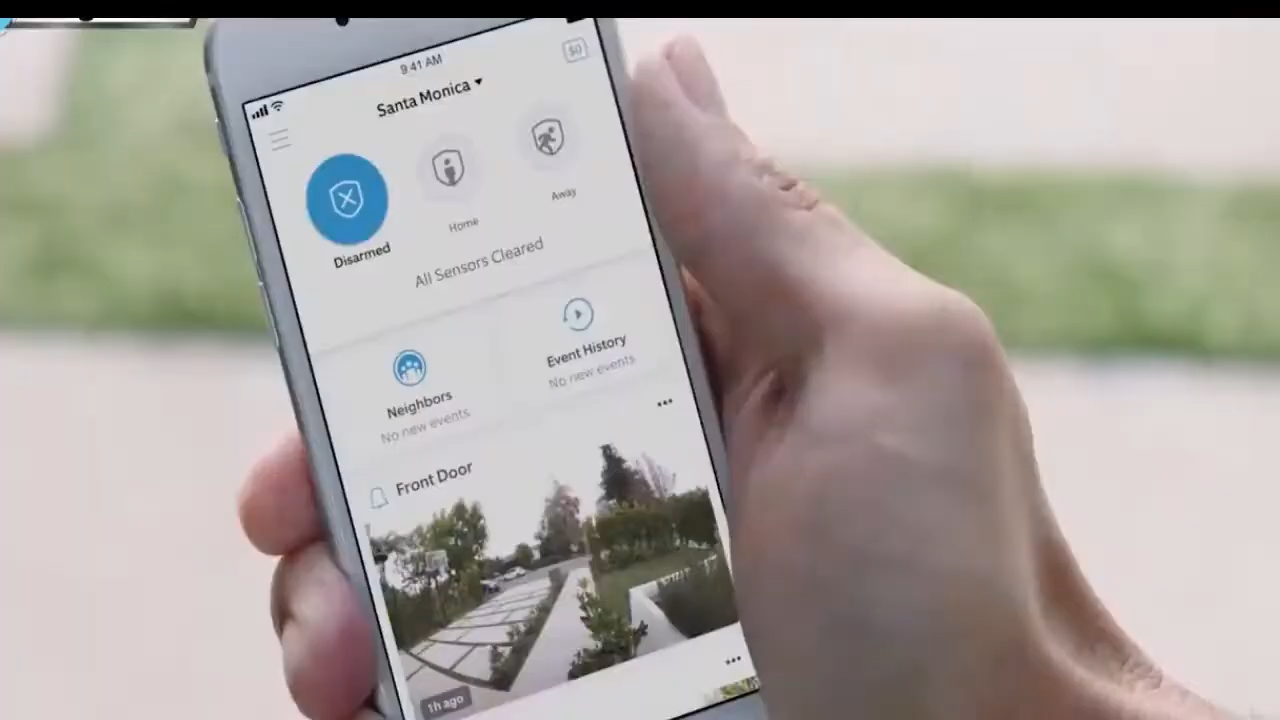 9:41 AM
Santa Monica
Disarmed
Home
Away
All Sensors Cleared
Neighbors
No new events
Event History
No new events
Front Door
1h ago